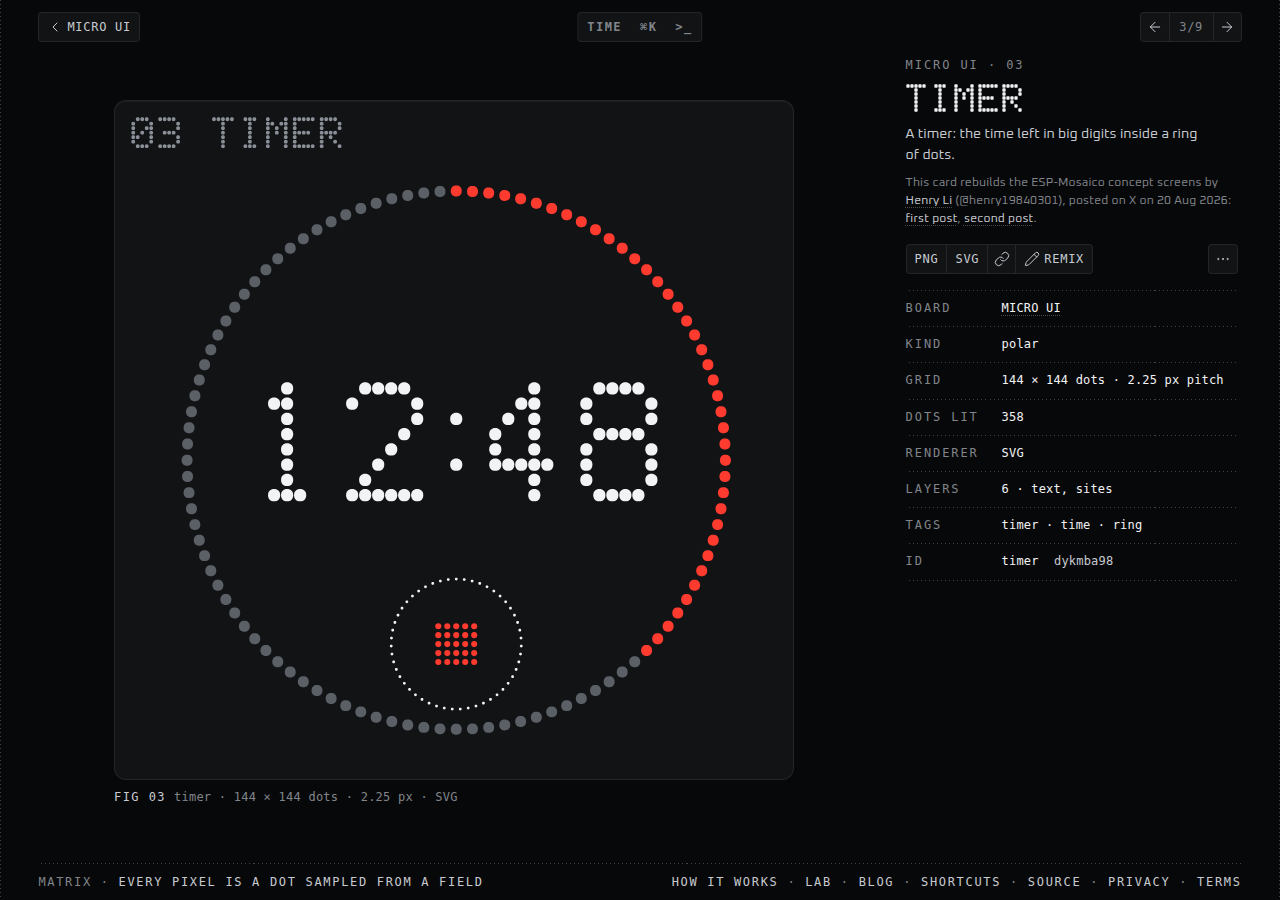 MICRO UI
TIME ⌘K >_
3/9
03 TIMER
12:48
FIG 03 timer · 144 × 144 dots · 2.25 px · SVG
MICRO UI · 03
TIMER
A timer: the time left in big digits inside a ring
of dots.
This card rebuilds the ESP-Mosaico concept screens by
Henry Li (@henry19840301), posted on X on 20 Aug 2026:
first post, second post.
PNG SVG REMIX ···
BOARD MICRO UI
KIND polar
GRID 144 × 144 dots · 2.25 px pitch
DOTS LIT 358
RENDERER SVG
LAYERS 6 · text, sites
TAGS timer · time · ring
ID timer dykmba98
MATRIX · EVERY PIXEL IS A DOT SAMPLED FROM A FIELD
HOW IT WORKS · LAB · BLOG · SHORTCUTS · SOURCE · PRIVACY · TERMS